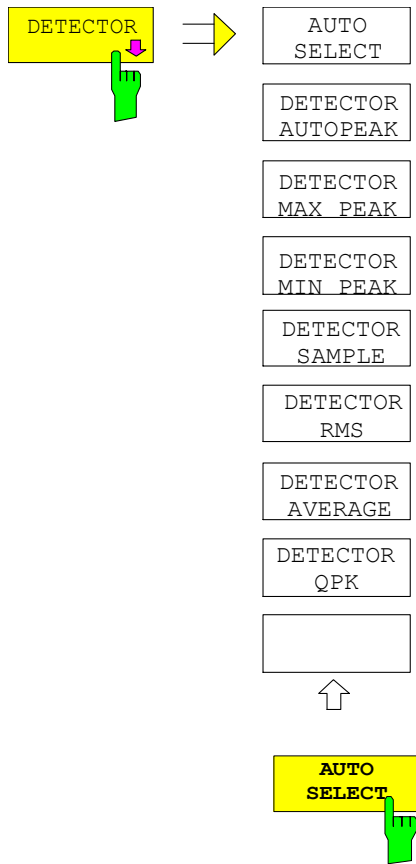 DETECTOR
AUTO
SELECT
DETECTOR
AUTOPEAK
DETECTOR
MAX PEAK
DETECTOR
MIN PEAK
DETECTOR
SAMPLE
DETECTOR
RMS
DETECTOR
AVERAGE
DETECTOR
QPK
AUTO
SELECT